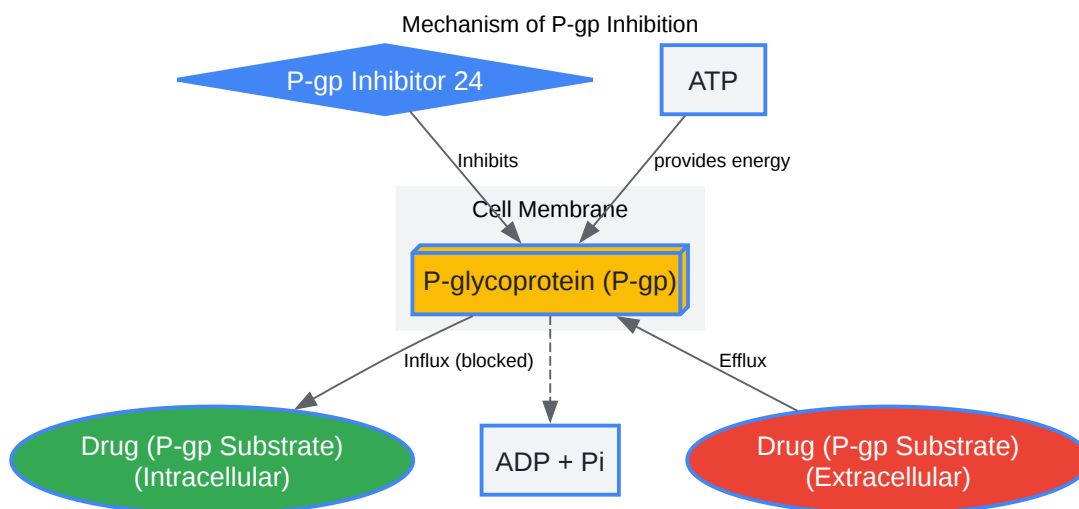 Mechanism of P-gp Inhibition
P-gp Inhibitor 24
ATP
Inhibits
provides energy
Cell Membrane
P-glycoprotein (P-gp)
Influx (blocked)
Efflux
Drug (P-gp Substrate)
(Intracellular)
ADP + Pi
Drug (P-gp Substrate)
(Extracellular)